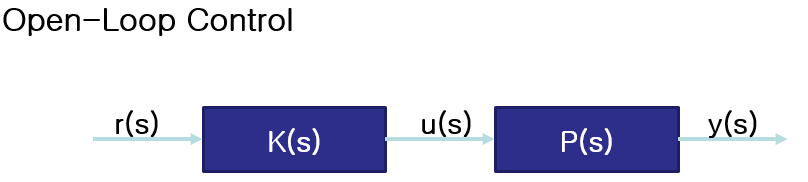 Open-Loop Control
r(s)
K(s)
u(s)
P(s)
y(s)